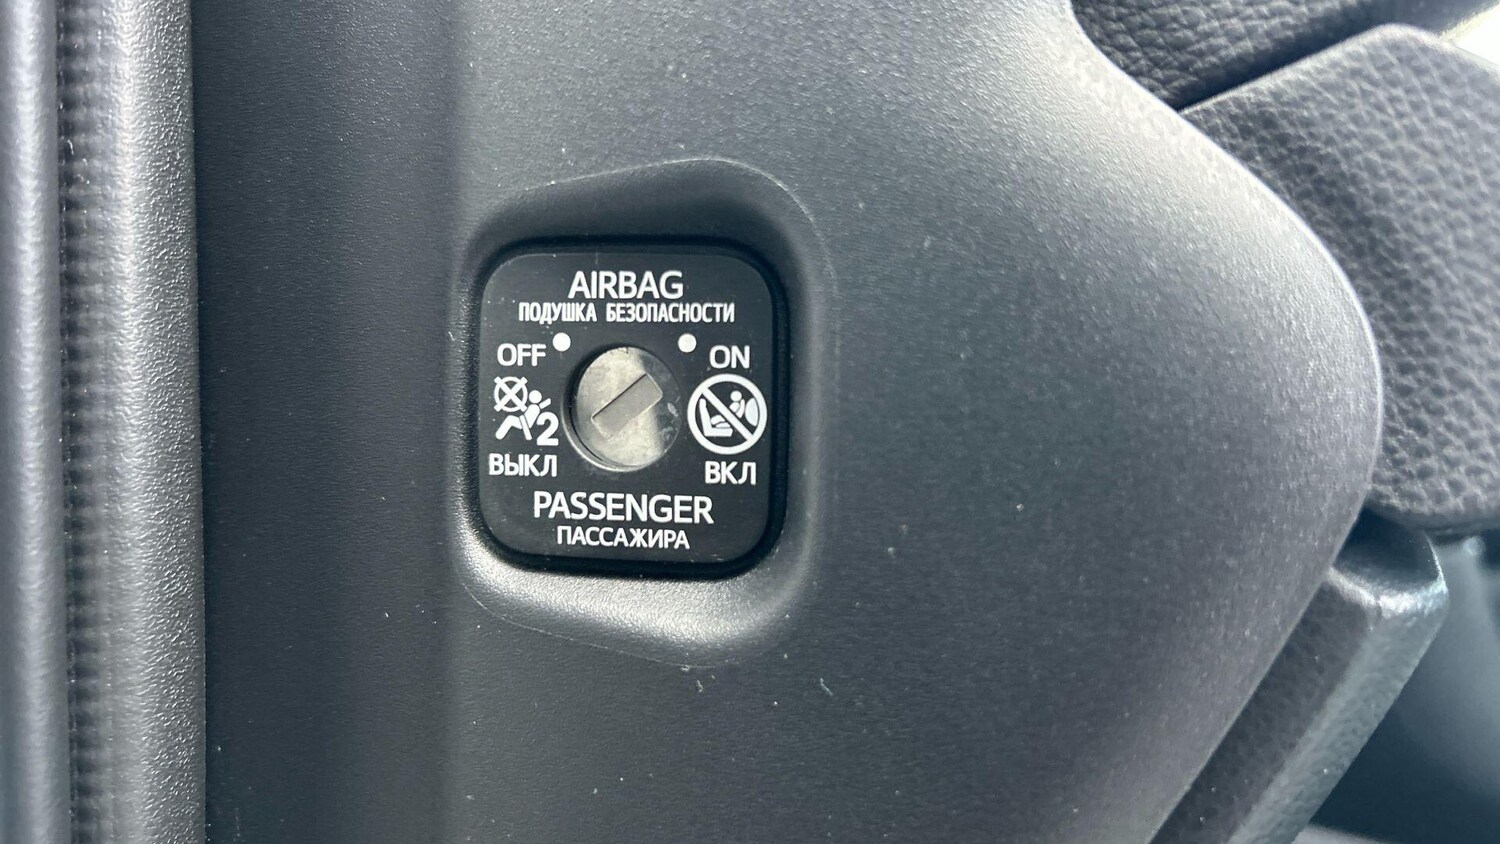 AIRBAG
ПОДУШКА БЕЗОПАСНОСТИ
OFF
ON
2
ВЫКЛ
ВКЛ
PASSENGER
ПАССАЖИРА